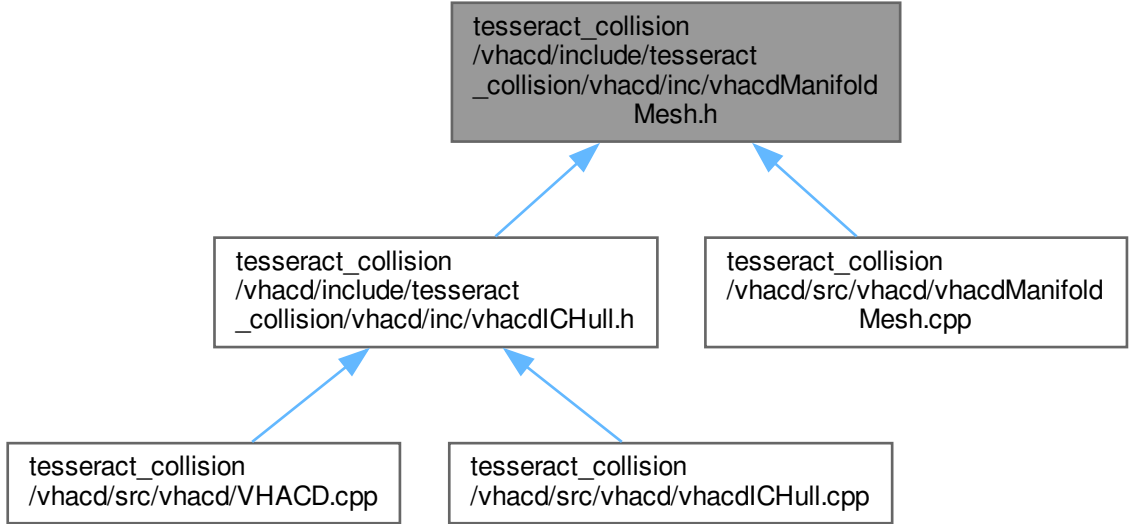 tesseract_collision
/vhacd/include/tesseract
_collision/vhacd/inc/vhacdManifold
Mesh.h
tesseract_collision
/vhacd/include/tesseract
_collision/vhacd/inc/vhacdICHull.h
tesseract_collision
/vhacd/src/vhacd/vhacdManifold
Mesh.cpp
tesseract_collision
/vhacd/src/vhacd/VHACD.cpp
tesseract_collision
/vhacd/src/vhacd/vhacdICHull.cpp